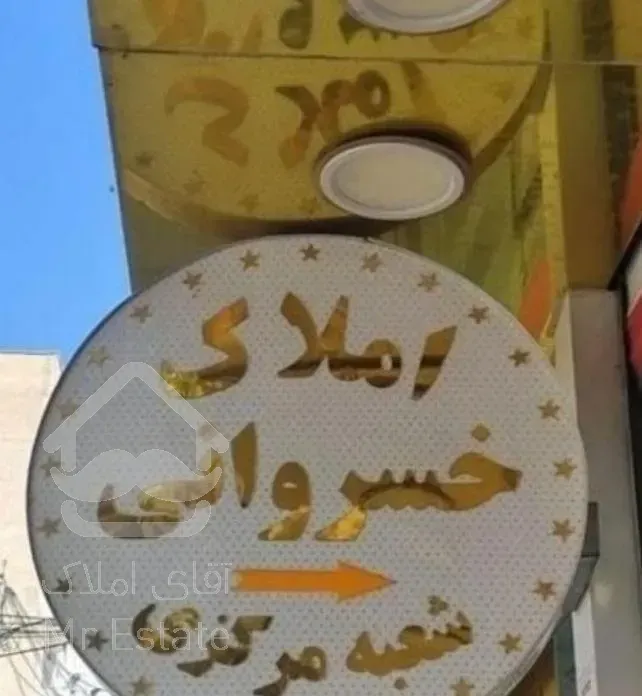 املاک
خسروانی
شعبه مرکزی
آقای املاک
Mr Estate